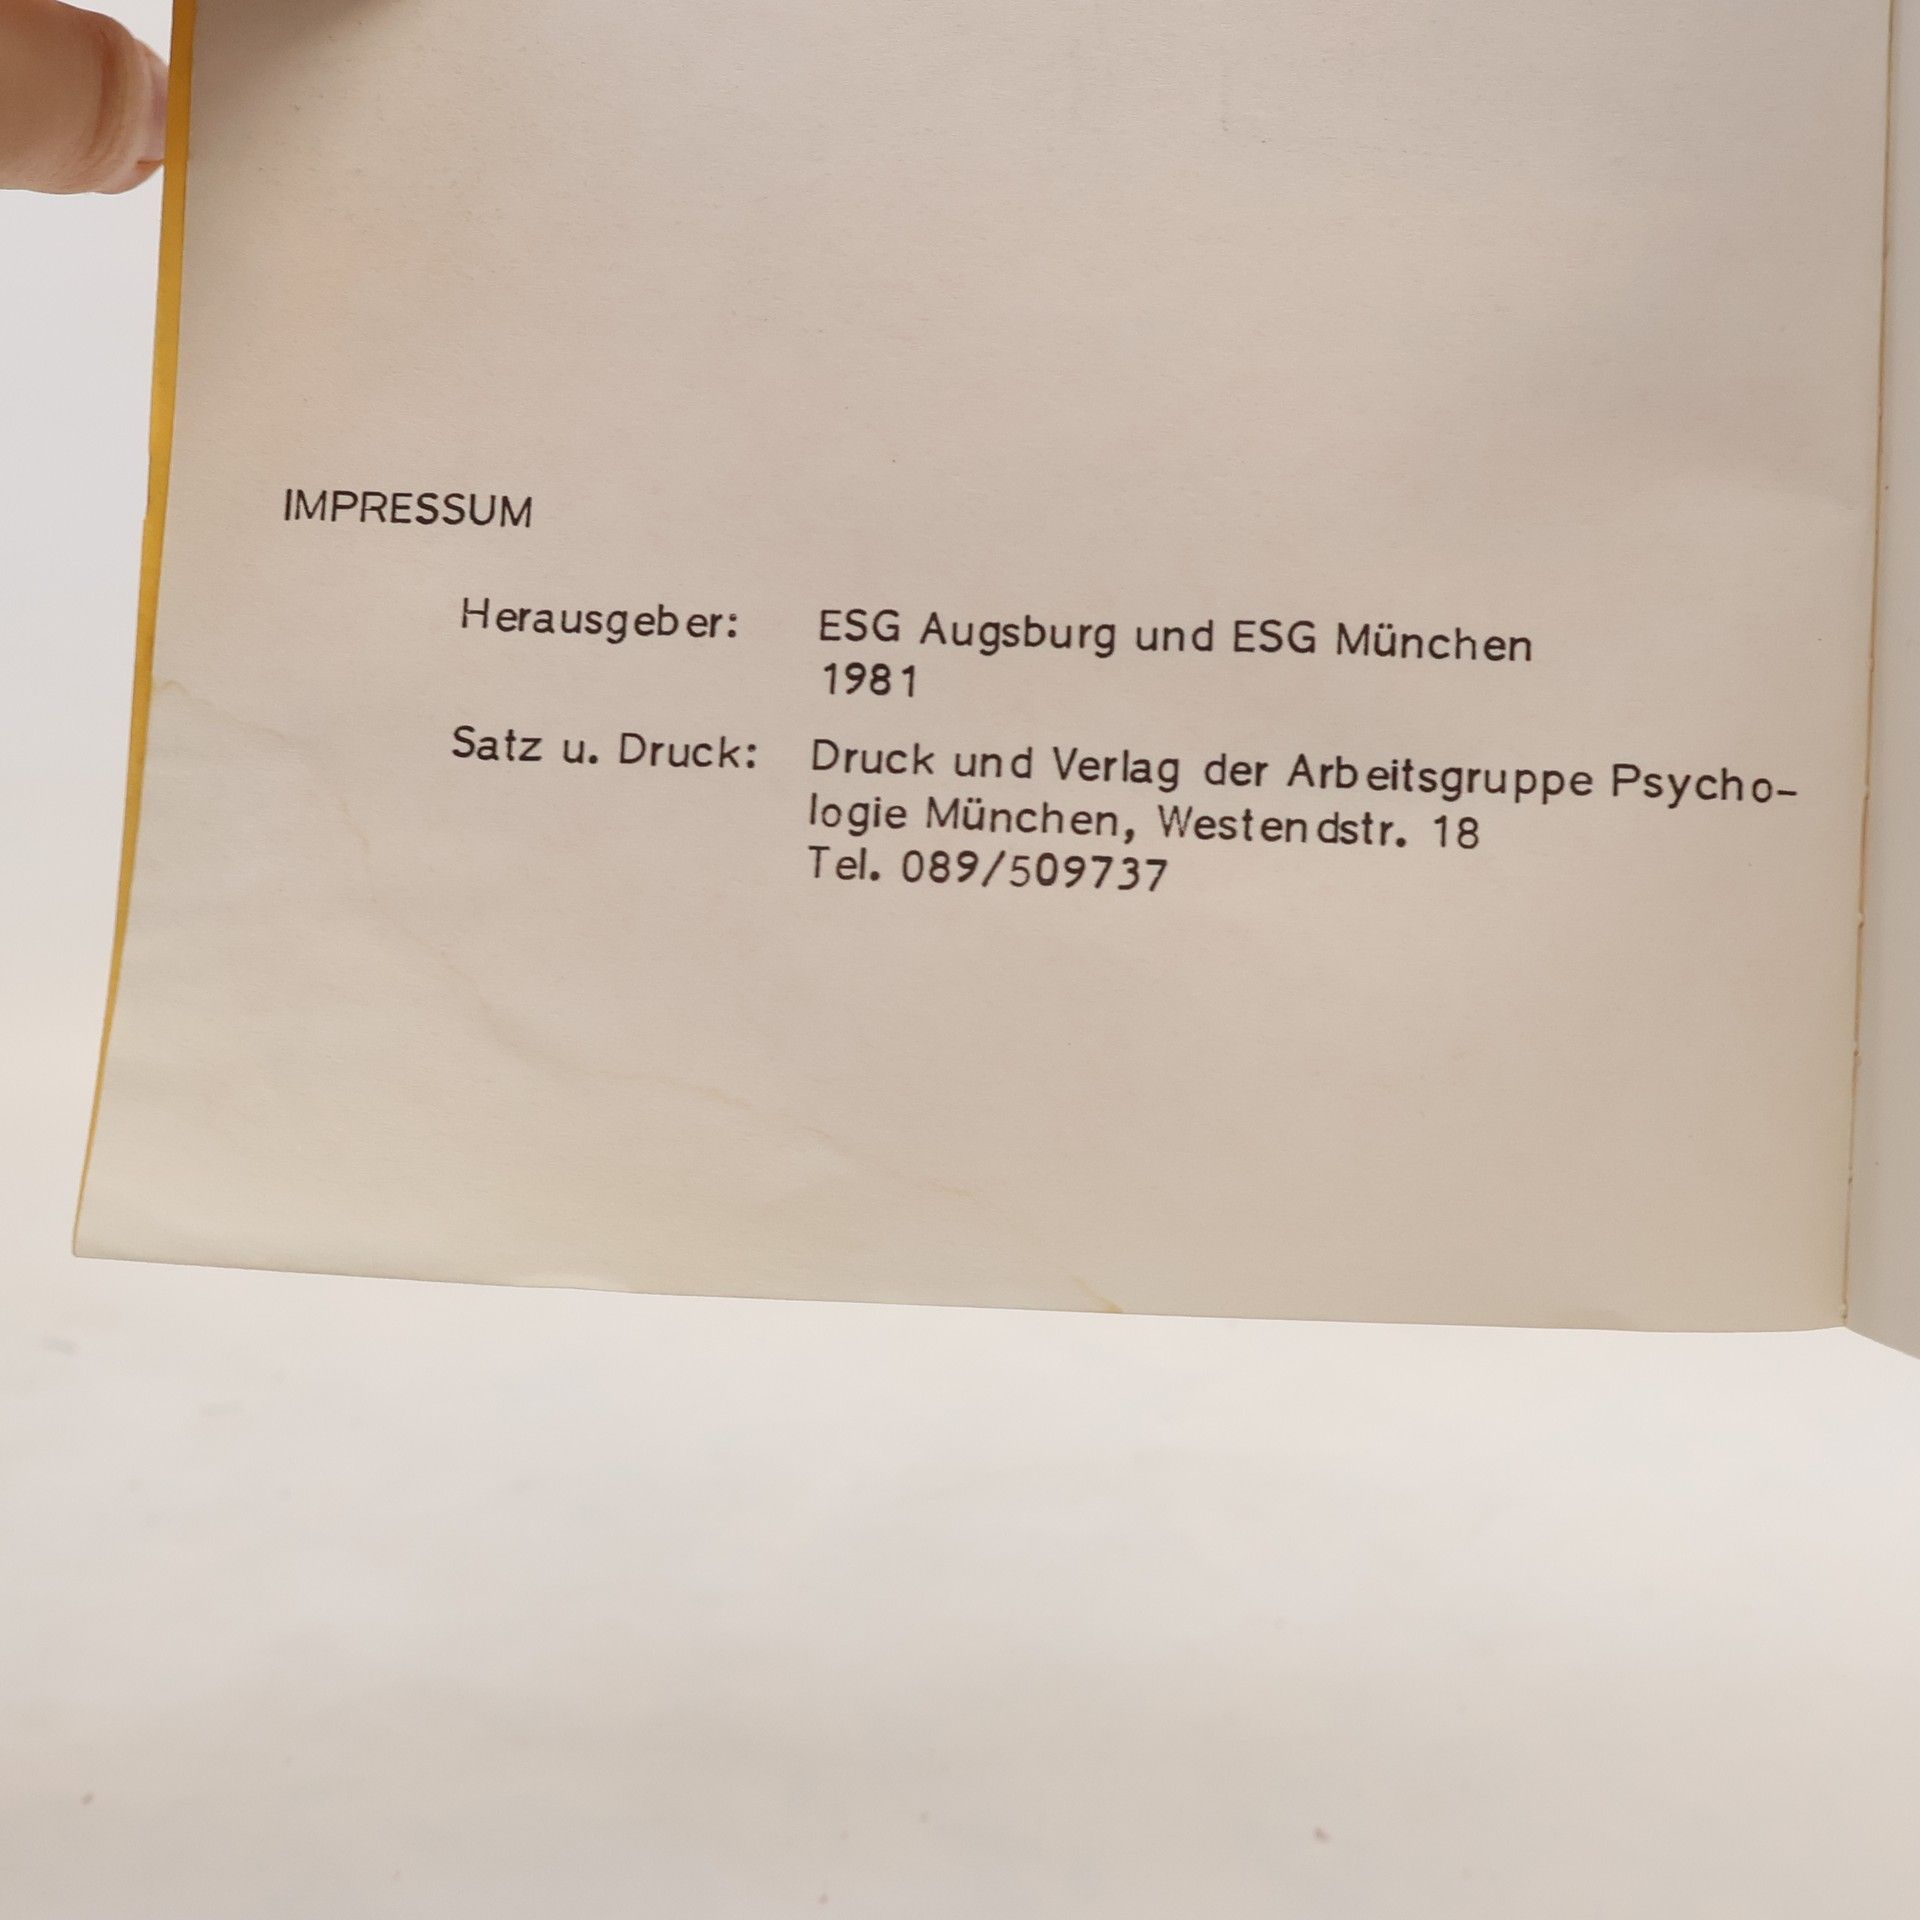 IMPRESSUM
Herausgeber: ESG Augsburg und ESG München
1981
Satz u. Druck: Druck und Verlag der Arbeitsgruppe Psycho-
logie München, Westendstr. 18
Tel. 089/509737